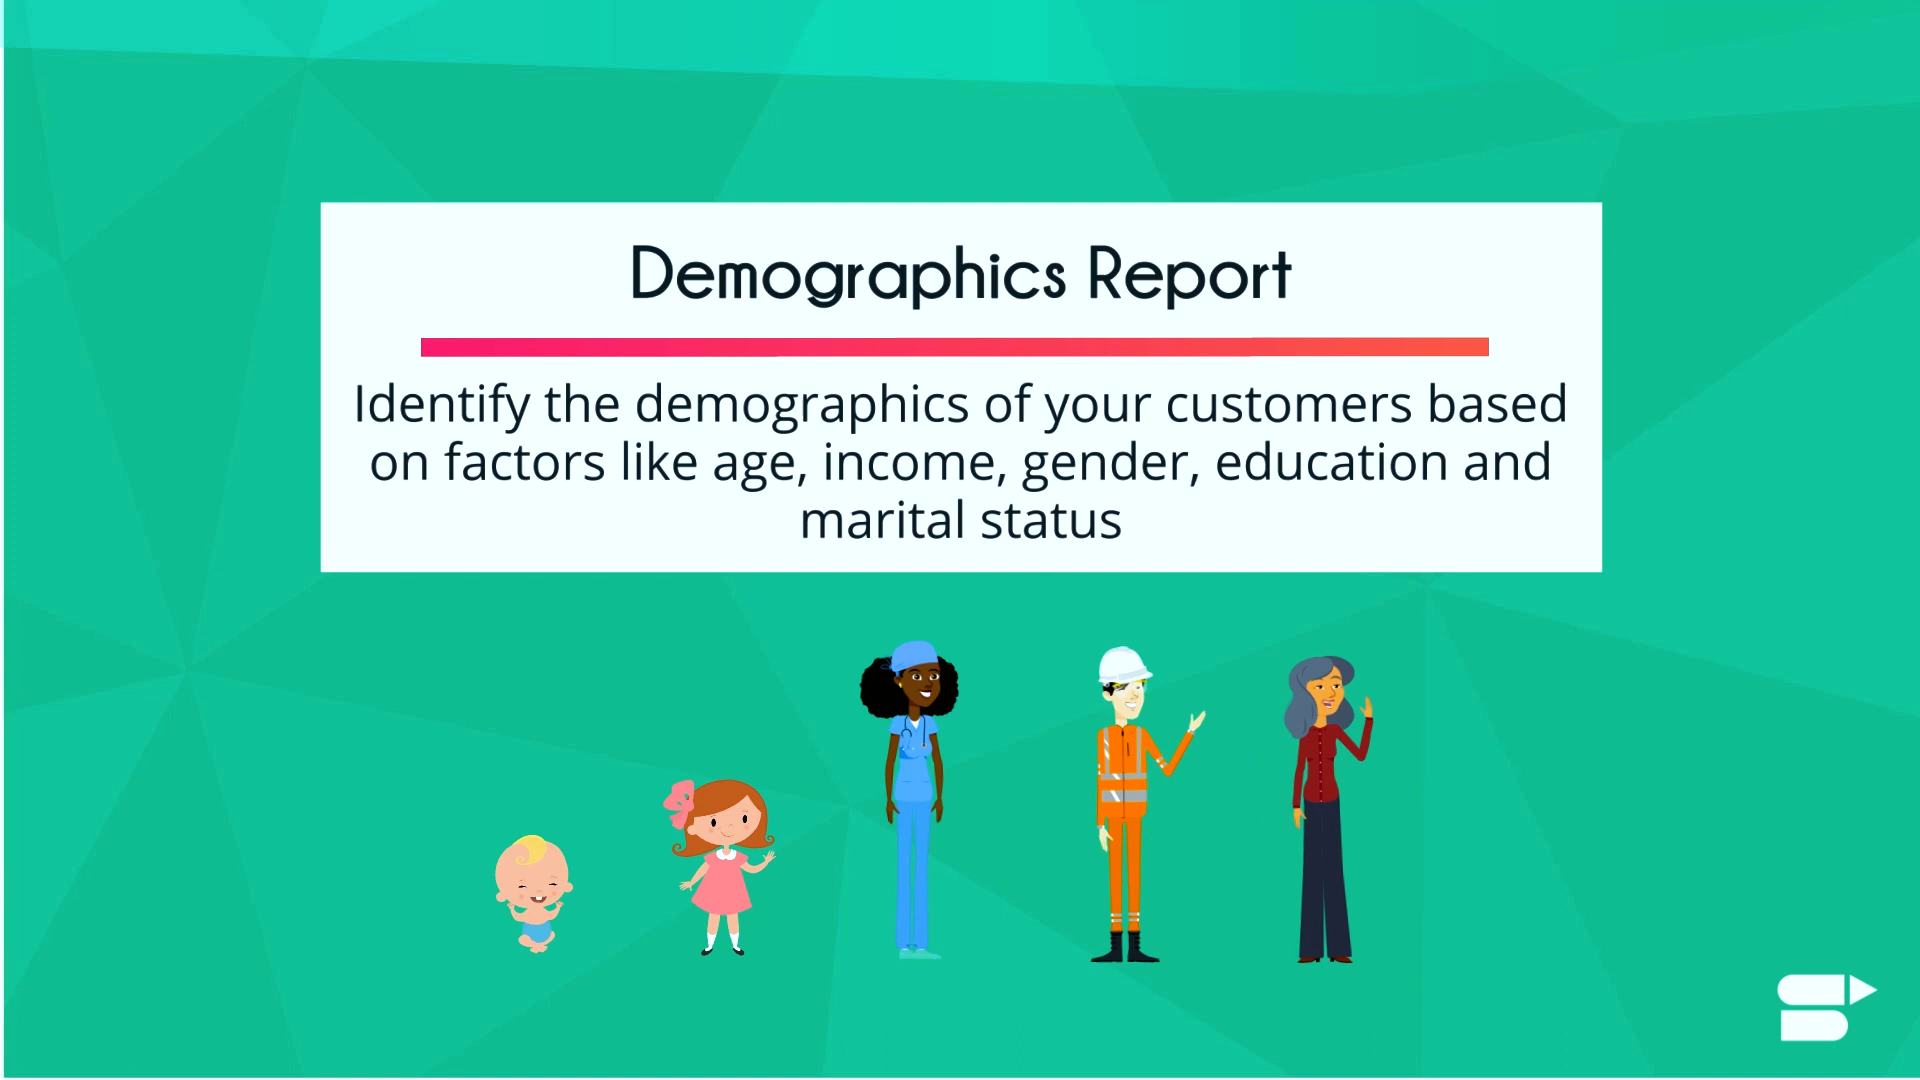 Demographics Report
Identify the demographics of your customers based
on factors like age, income, gender, education and
marital status